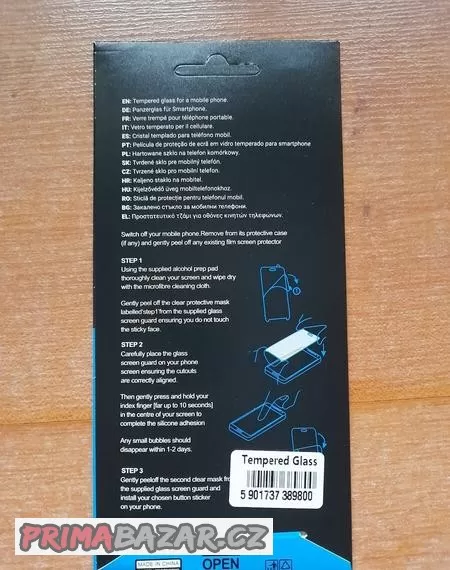 EN: Tempered glass for a mobile phone.
DE: Panzerglas für Smartphone.
FR: Verre trempé pour téléphone portable.
IT: Vetro temperato per il cellulare.
ES: Cristal templado para teléfono mobil.
PT: Película de proteção de ecrã em vidro temperado para smartphone
PL: Hartowane szkło na telefon komórkowy.
SK: Tvrdené sklo pre mobilný telefón.
CZ: Tvrzené sklo pro mobilní telefon.
HR: Kaljeno staklo na mobitel.
HU: Kijelzővédő üveg mobiltelefonokhoz.
RO: Sticlă de protecție pentru telefonul mobil.
BG: Закалено стъкло за мобилни телефони.
EL: Προστατευτικό τζάμι για οθόνες κινητών τηλεφώνων.
Switch off your mobile phone.Remove from its protective case
(if any) and gently peel off any existing film screen protector
STEP 1
Using the supplied alcohol prep pad
thoroughly clean your screen and wipe dry
with the microfibre cleaning cloth.
Gently peel off the clear protective mask
labelled'step1'from the supplied glass
screen guard ensuring you do not touch
the sticky face.
STEP 2
Carefully place the glass
screen guard on your phone
screen ensuring the cutouts
are correctly aligned.
Then gently press and hold your
index finger [far up to 10 seconds]
in the centre of your screen to
complete the silicone adhesion
Any small bubbles should
disappear within 1-2 days.
STEP 3
Gently peeloff the second clear mask from
the supplied glass screen guard and
install your chosen button sticker
on your phone.
Tempered Glass
5 901737 389800
PRIMABAZAR.CZ
MADE IN CHINA
OPEN